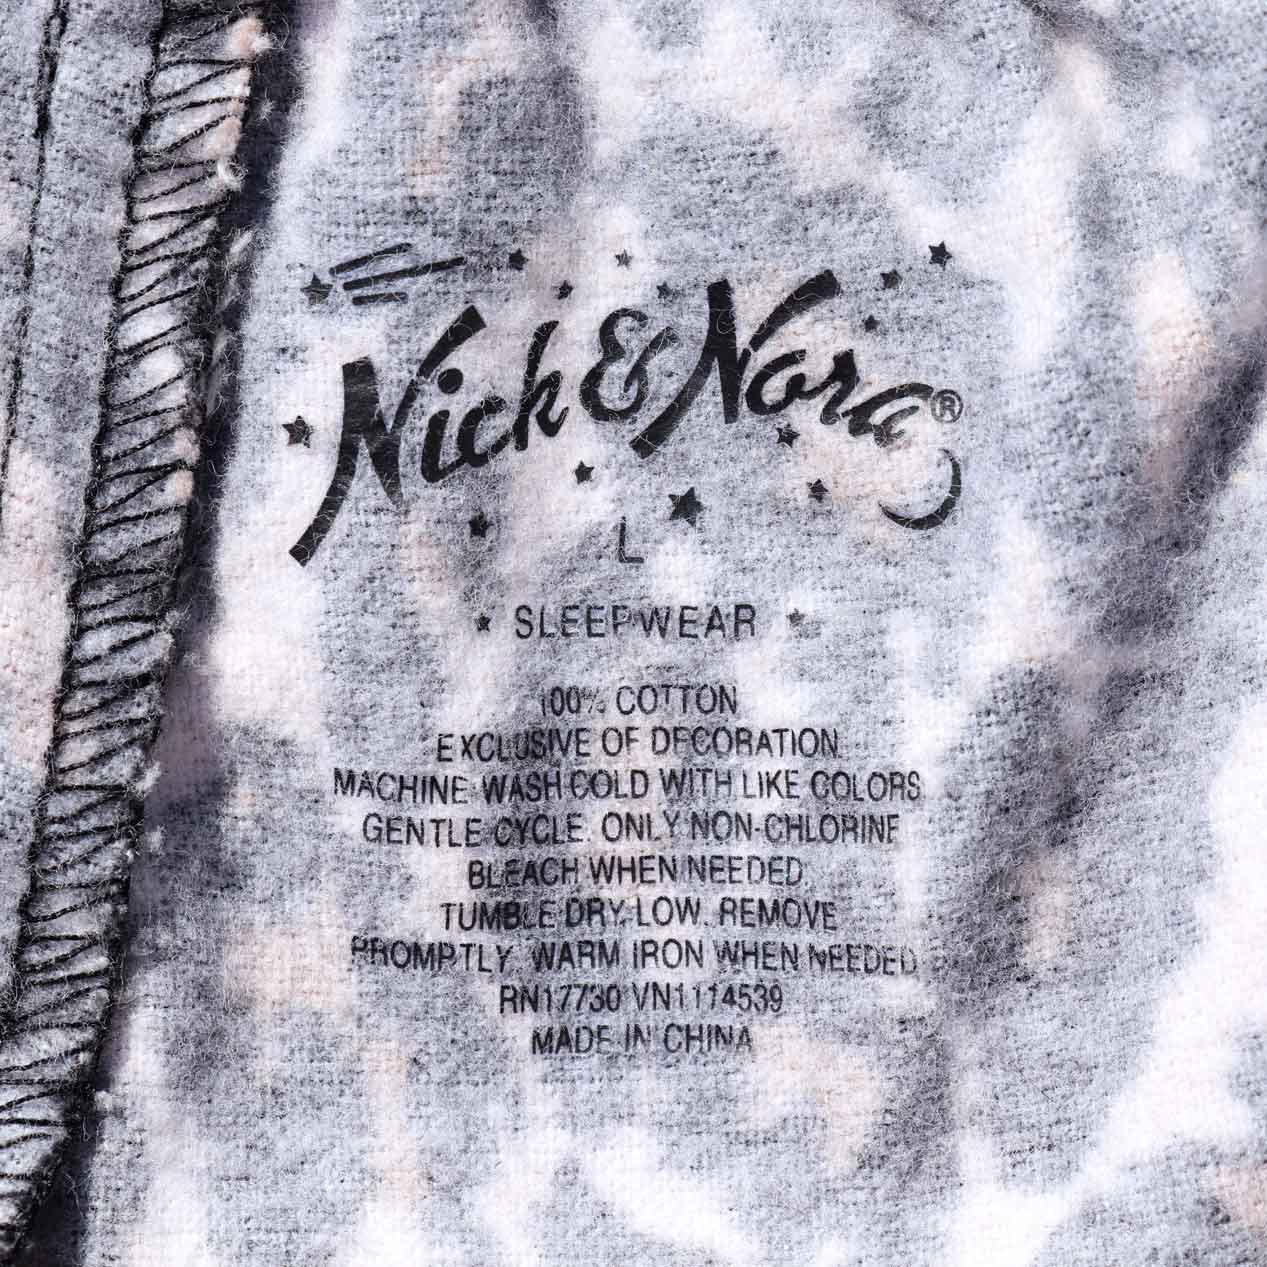 Nick & Nora®
L
SLEEPWEAR
100% COTTON
EXCLUSIVE OF DECORATION
MACHINE WASH COLD WITH LIKE COLORS
GENTLE CYCLE. ONLY NON-CHLORINE
BLEACH WHEN NEEDED
TUMBLE DRY LOW. REMOVE
PROMPTLY WARM IRON WHEN NEEDED
RN17730 VN1114539
MADE IN CHINA